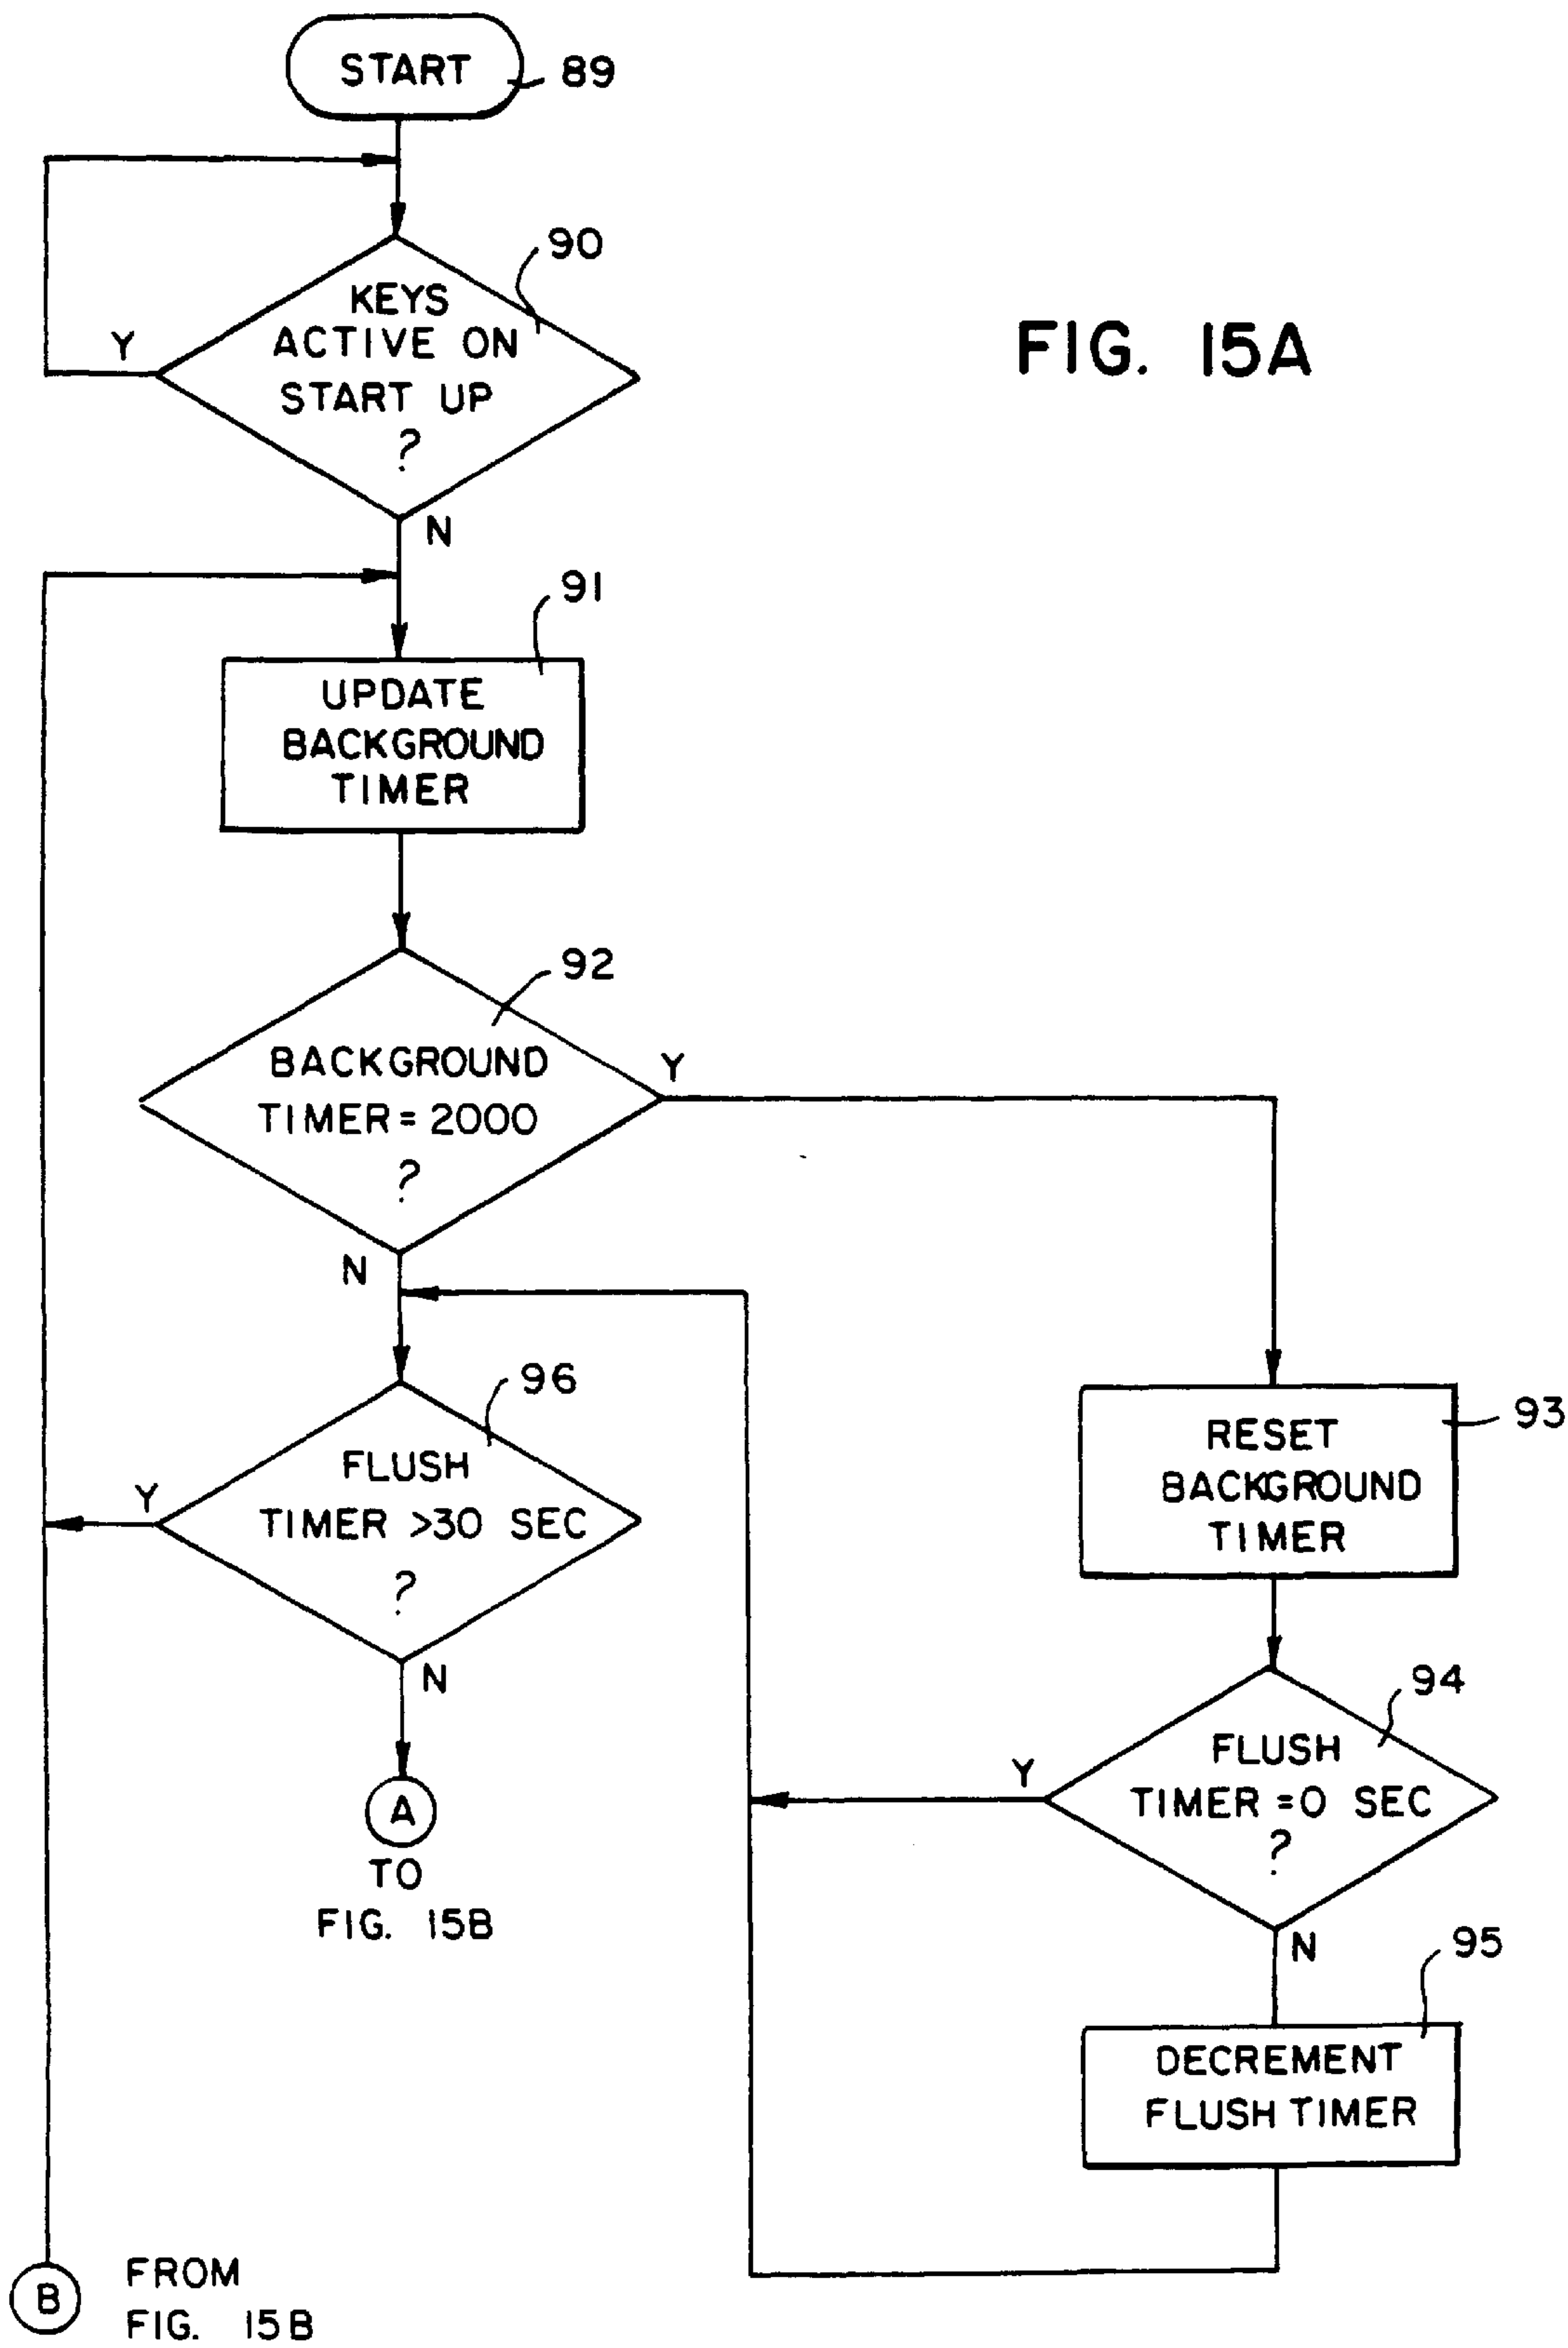 START
89
90
KEYS
ACTIVE ON
START UP
?
Y
N
FIG. 15A
91
UPDATE
BACKGROUND
TIMER
92
BACKGROUND
TIMER = 2000
?
Y
N
96
FLUSH
TIMER >30 SEC
?
Y
N
A
TO
FIG. 15B
93
RESET
BACKGROUND
TIMER
94
FLUSH
TIMER =0 SEC
?
Y
N
95
DECREMENT
FLUSH TIMER
B
FROM
FIG. 15B